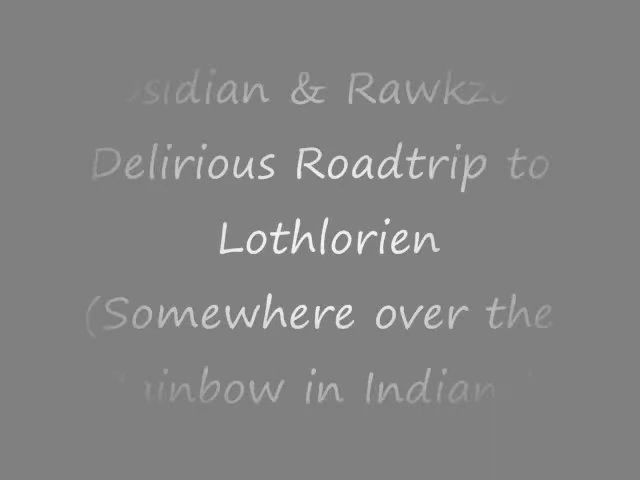 &
Delirious Roadtrip to
Lothlorien
(Somewhere over the
in